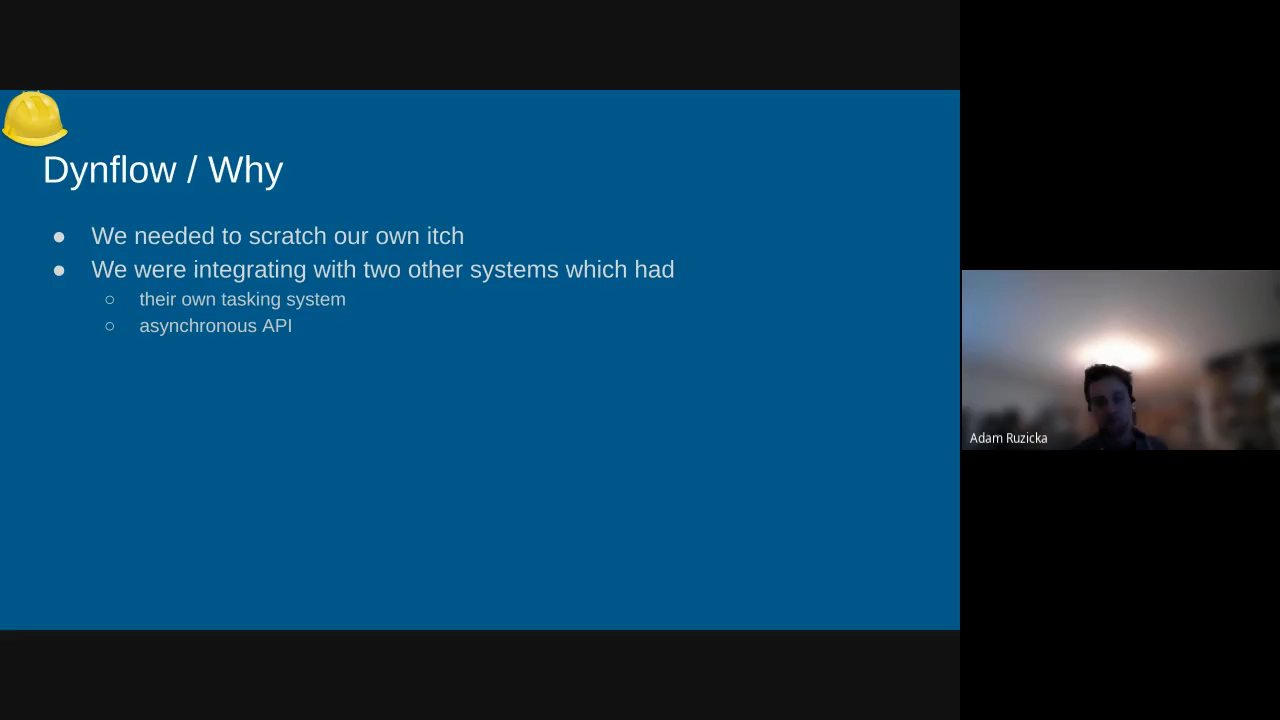 Dynflow / Why
● We needed to scratch our own itch
● We were integrating with two other systems which had
○ their own tasking system
○ asynchronous API
Adam Ruzicka